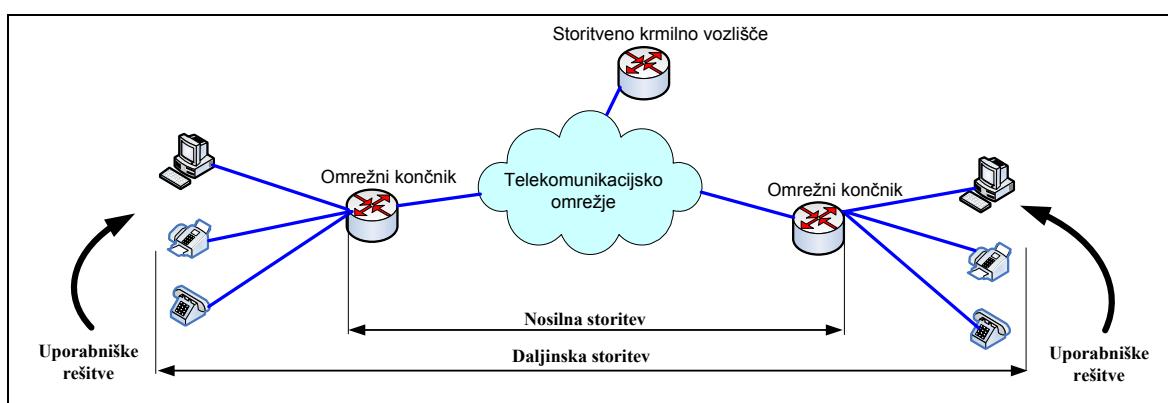 Storitveno krmilno vozlišče
Omrežni končnik
Telekomunikacijsko
omrežje
Omrežni končnik
Nosilna storitev
Daljinska storitev
Uporabniške
rešitve
Uporabniške
rešitve